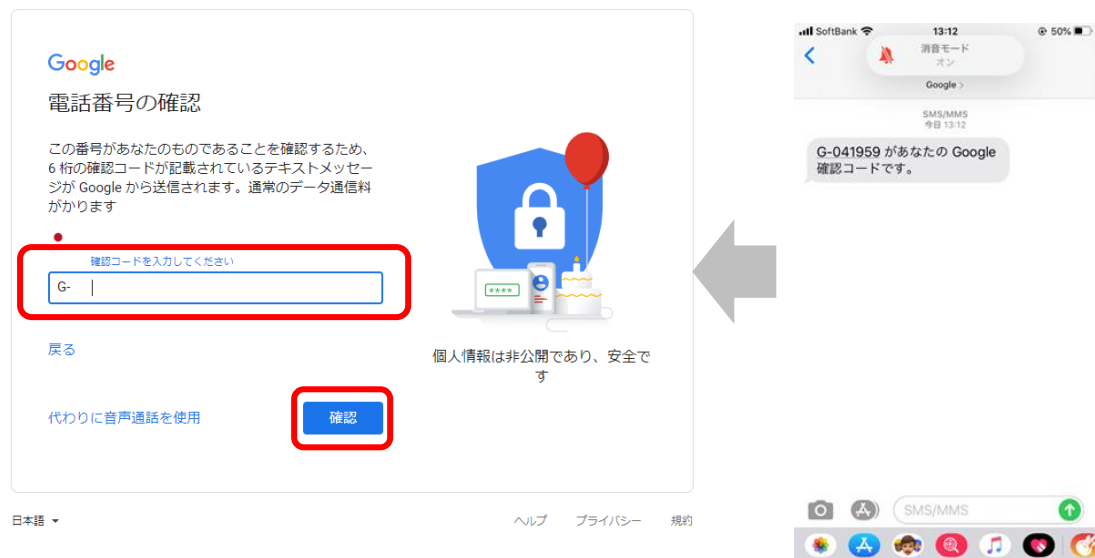 Google
電話番号の確認
この番号があなたのものであることを確認するため、
6 桁の確認コードが記載されているテキストメッセー
ジが Google から送信されます。通常のデータ通信料
がかります
確認コードを入力してください
G-
戻る
代わりに音声通話を使用
確認
****
個人情報は非公開であり、安全で
す
日本語
ヘルプ プライバシー 規約
SoftBank 13:12 50%
消音モード
オン
Google >
SMS/MMS
今日 13:12
G-041959 があなたの Google
確認コードです。
SMS/MMS